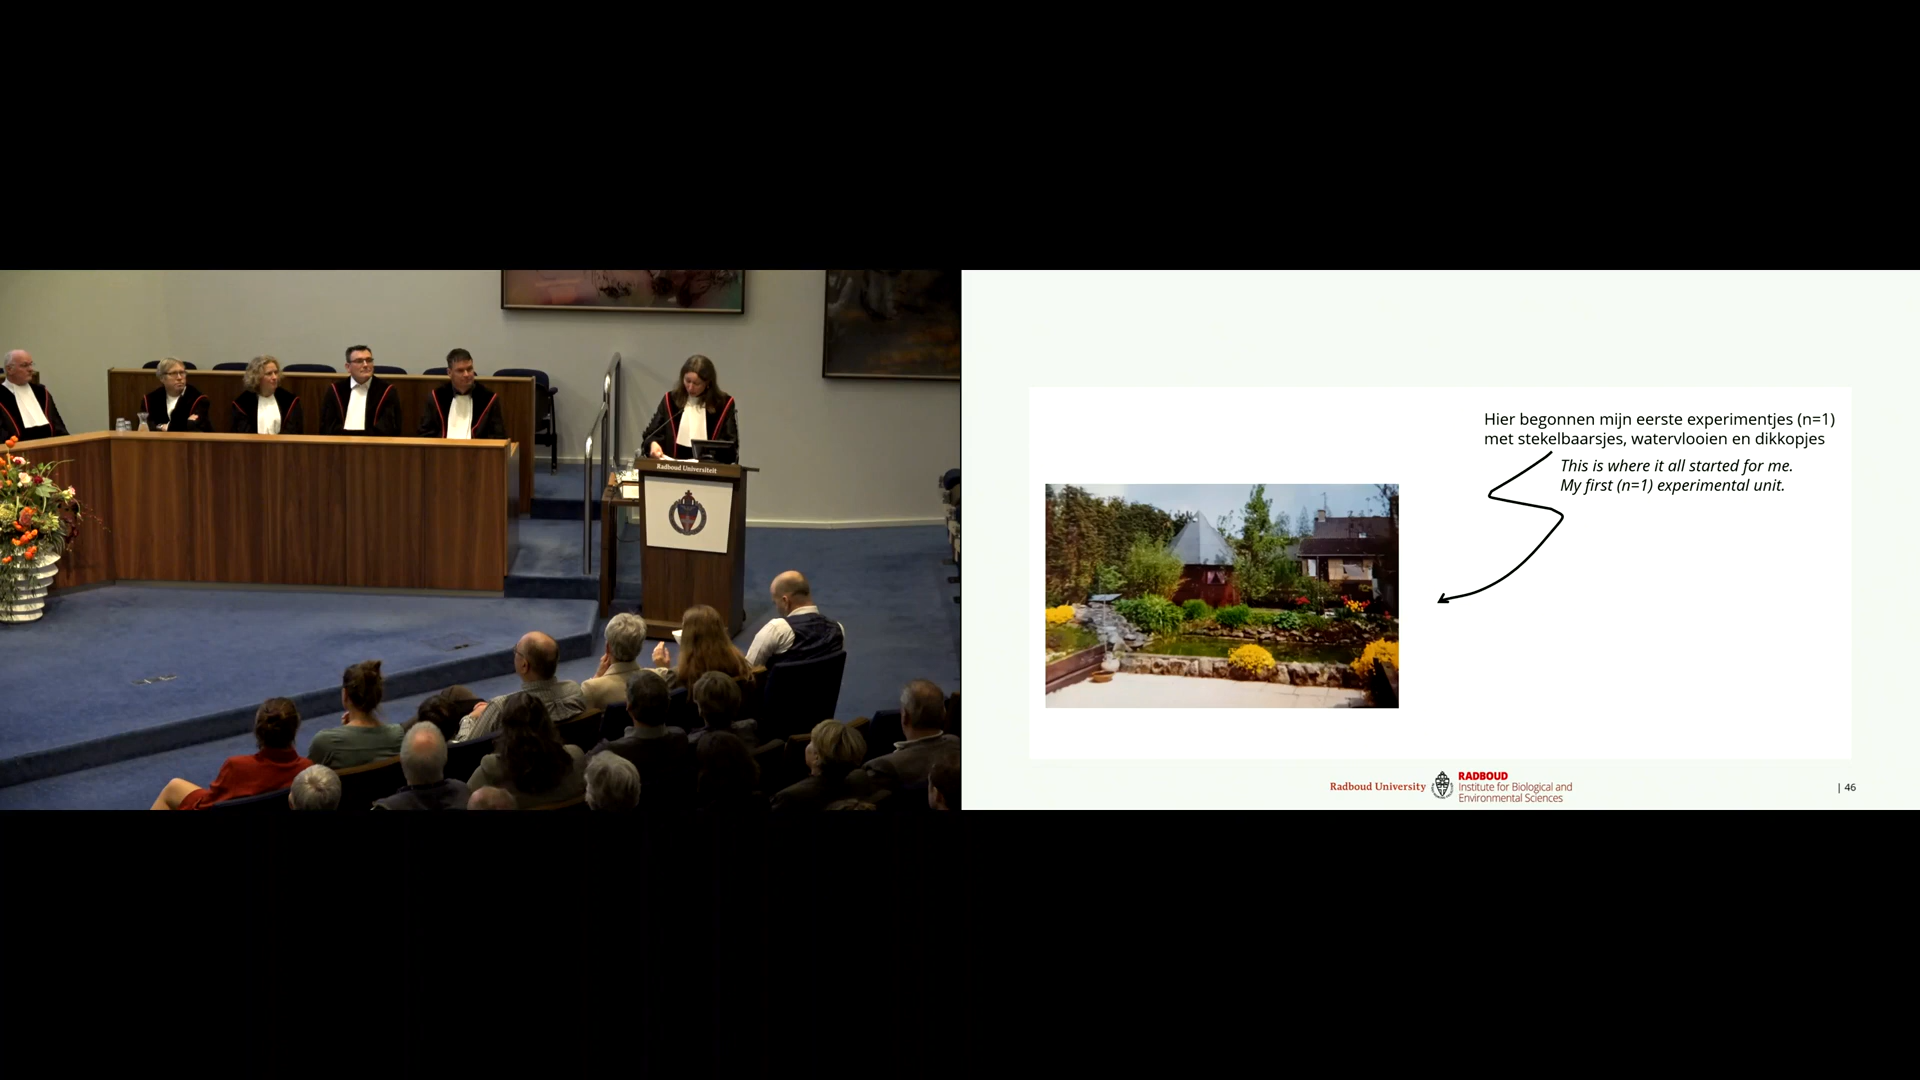 Radboud Universiteit
Hier begonnen mijn eerste experimentjes (n=1)
met stekelbaarsjes, watervlooien en dikkopjes
This is where it all started for me.
My first (n=1) experimental unit.
Radboud University
RADBOUD
Institute for Biological and
Environmental Sciences
| 46